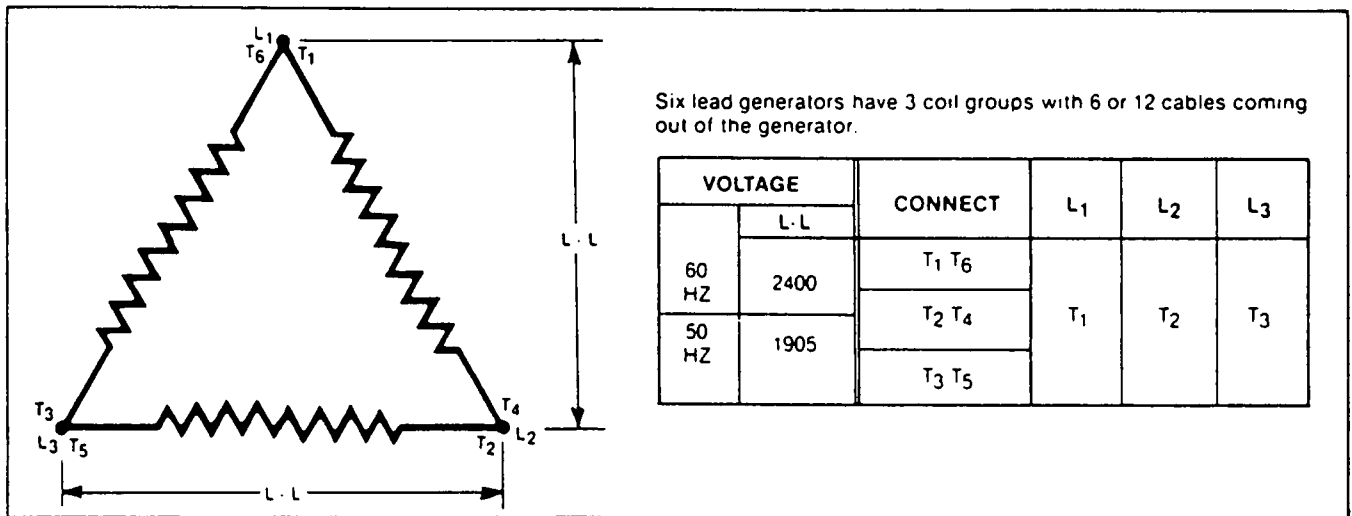 L1
T6 T1
L-L
T3 T4
L3 T5 T2 L2
L-L
Six lead generators have 3 coil groups with 6 or 12 cables coming
out of the generator.
VOLTAGE CONNECT L1 L2 L3
L-L
60 HZ 2400 T1 T6
T2 T4 T1 T2 T3
50 HZ 1905
T3 T5